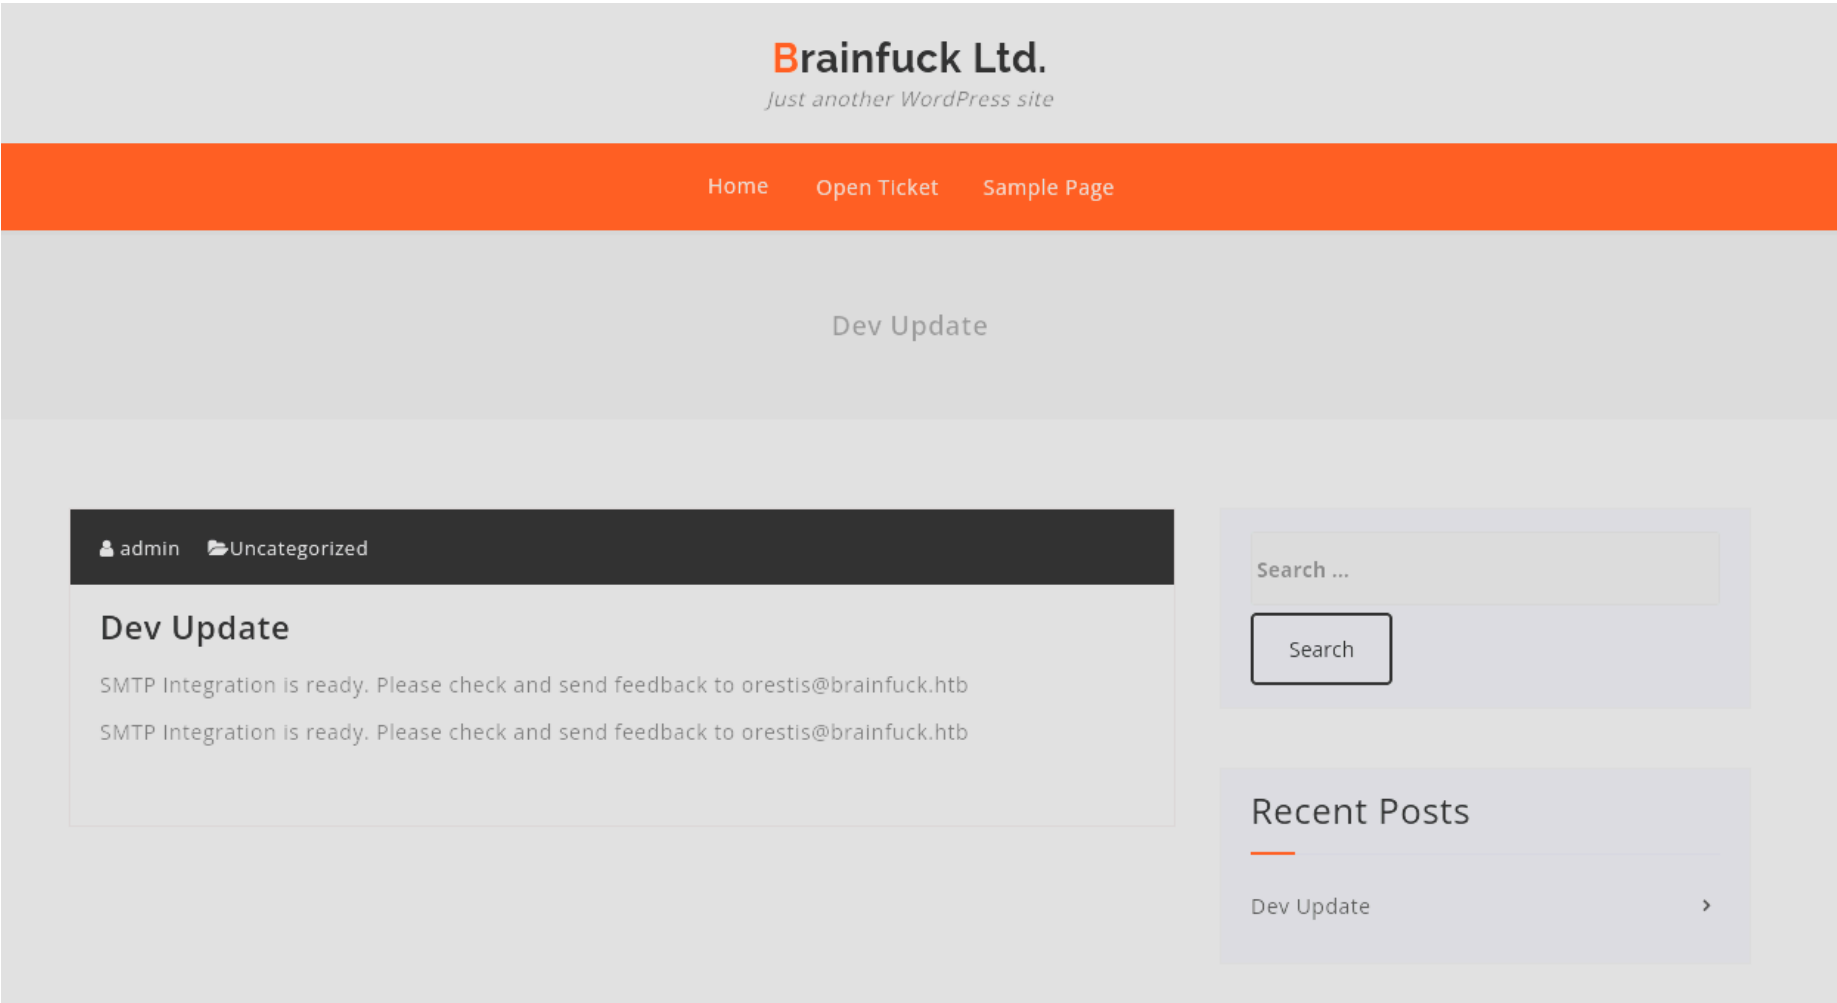 Brainfuck Ltd.
Just another WordPress site
Home Open Ticket Sample Page
Dev Update
admin Uncategorized
Dev Update
SMTP Integration is ready. Please check and send feedback to orestis@brainfuck.htb
SMTP Integration is ready. Please check and send feedback to orestis@brainfuck.htb
Search ...
Search
Recent Posts
Dev Update